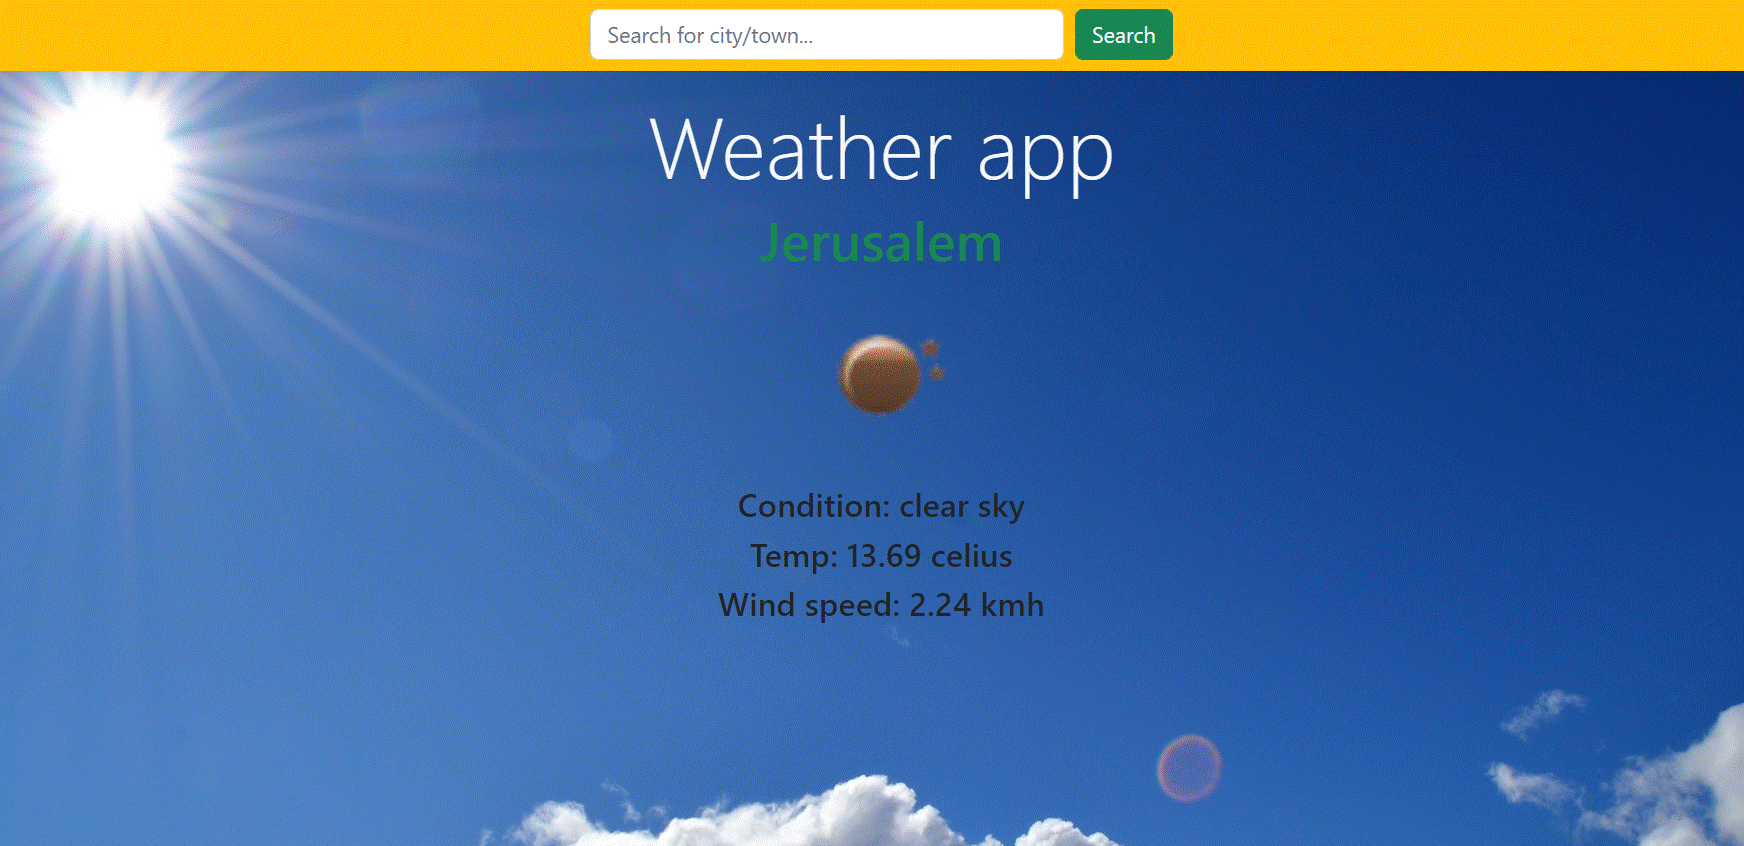 Search for city/town...
Search
Weather app
Jerusalem
Condition: clear sky
Temp: 13.69 celius
Wind speed: 2.24 kmh